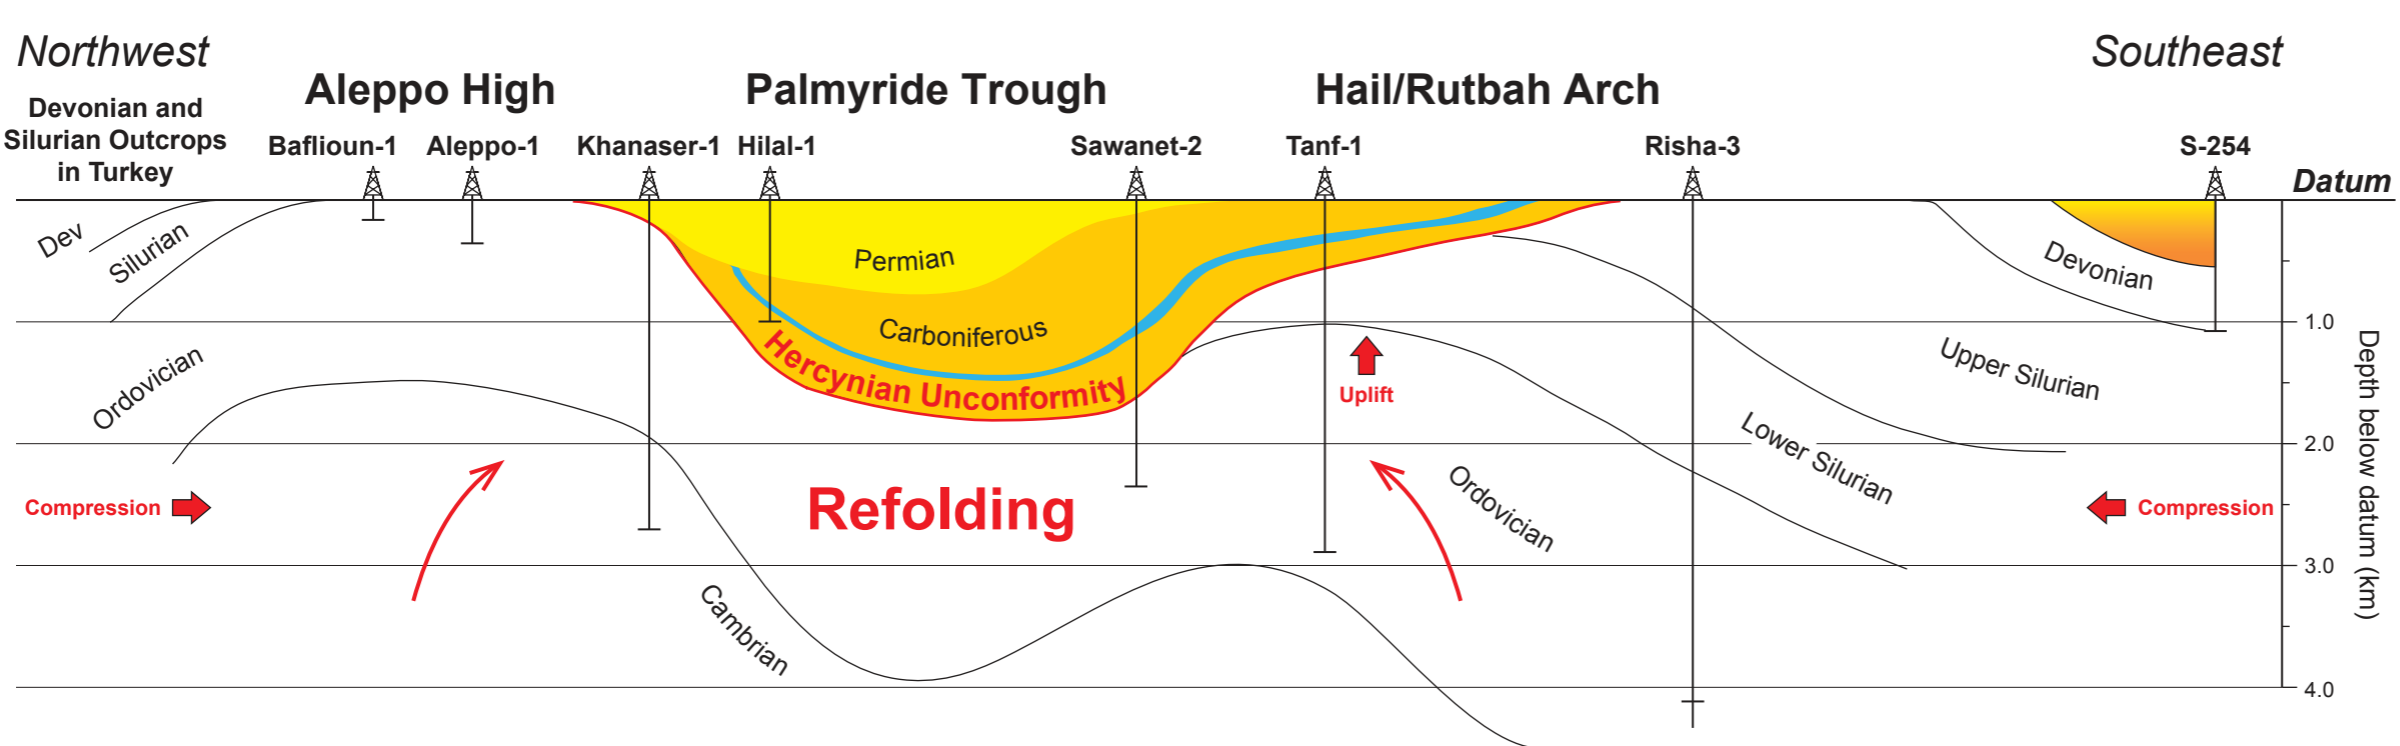 Northwest
Southeast
Aleppo High
Palmyride Trough
Hail/Rutbah Arch
Devonian and
Silurian Outcrops
in Turkey
Baflioun-1
Aleppo-1
Khanaser-1
Hilal-1
Sawanet-2
Tanf-1
Risha-3
S-254
Datum
Dev
Silurian
Permian
Devonian
Carboniferous
1.0
Hercynian Unconformity
Ordovician
Uplift
Upper Silurian
2.0
Lower Silurian
Compression
Refolding
Ordovician
Compression
3.0
Cambrian
4.0
Depth below datum (km)